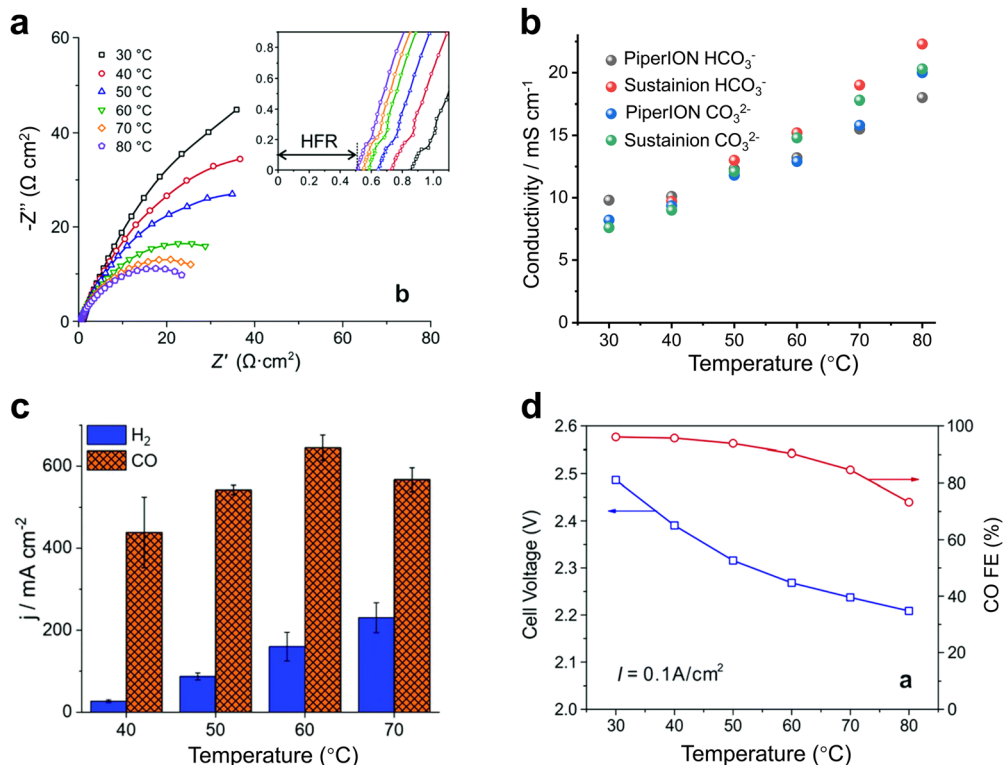 a
30 °C
40 °C
50 °C
60 °C
70 °C
80 °C
HFR
0.0
0.2
0.4
0.6
0.8
0.0 0.2 0.4 0.6 0.8 1.0
-Z'' (Ω cm²)
0
20
40
60
b
0 10 20 30 40 60 80
Z' (Ω·cm²)
b
PiperION HCO₃⁻
Sustainion HCO₃⁻
PiperION CO₃²⁻
Sustainion CO₃²⁻
Conductivity / mS cm⁻¹
20
15
10
5
0
30 40 50 60 70 80
Temperature (°C)
c
H₂
CO
j / mA cm⁻²
600
400
200
0
40 50 60 70
Temperature (°C)
d
Cell Voltage (V)
2.6
2.5
2.4
2.3
2.2
2.1
2.0
100
80
60
40
20
0
CO FE (%)
I = 0.1A/cm²
a
30 40 50 60 70 80
Temperature (°C)